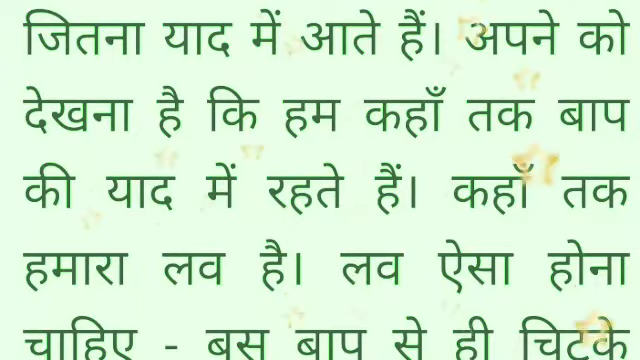 जितना याद में आते हैं। अपने को
देखना है कि हम कहाँ तक बाप
की याद में रहते हैं। कहाँ तक
हमारा लव है। लव ऐसा होना
चाहिए - बस बाप से ही चिटके